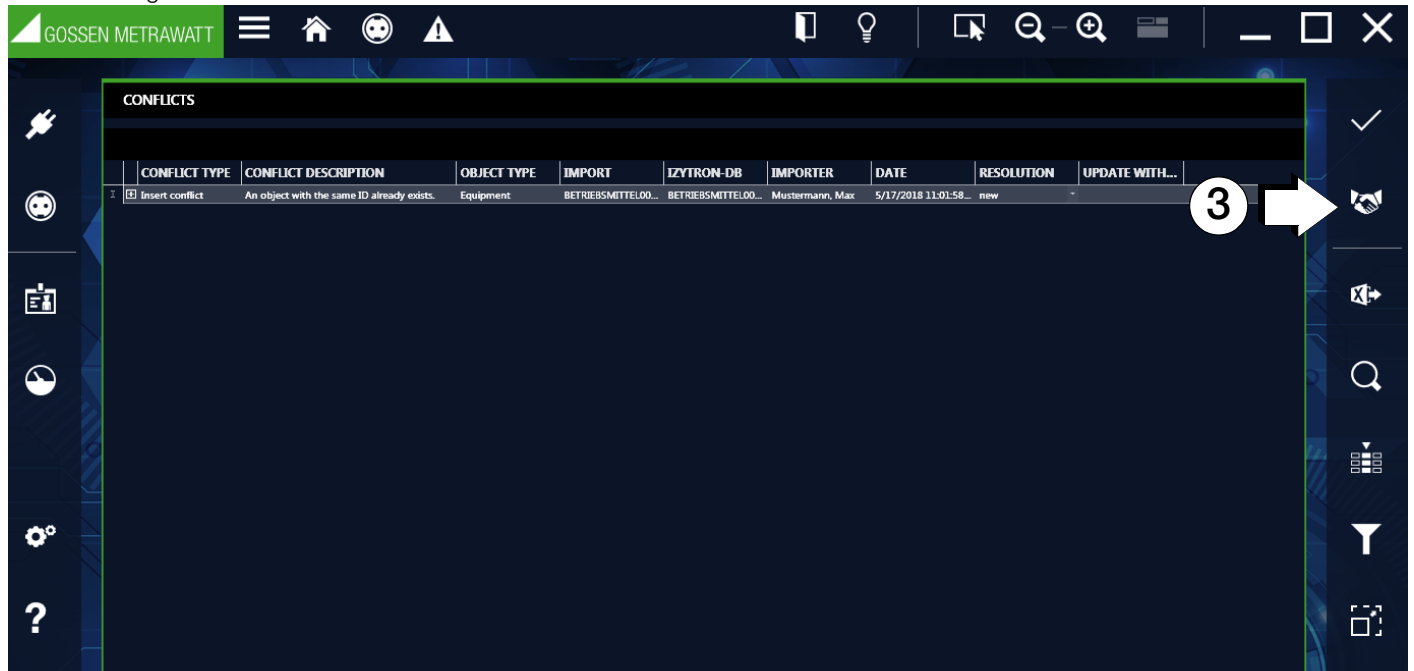 GOSSEN METRAWATT
CONFLICTS
CONFLICT TYPE CONFLICT DESCRIPTION OBJECT TYPE IMPORT IZYTRON-DB IMPORTER DATE RESOLUTION UPDATE WITH...
Insert conflict An object with the same ID already exists. Equipment BETRIEBSMITTEL00... BETRIEBSMITTEL00... Mustermann, Max 5/17/2018 11:01:58... new
3
?